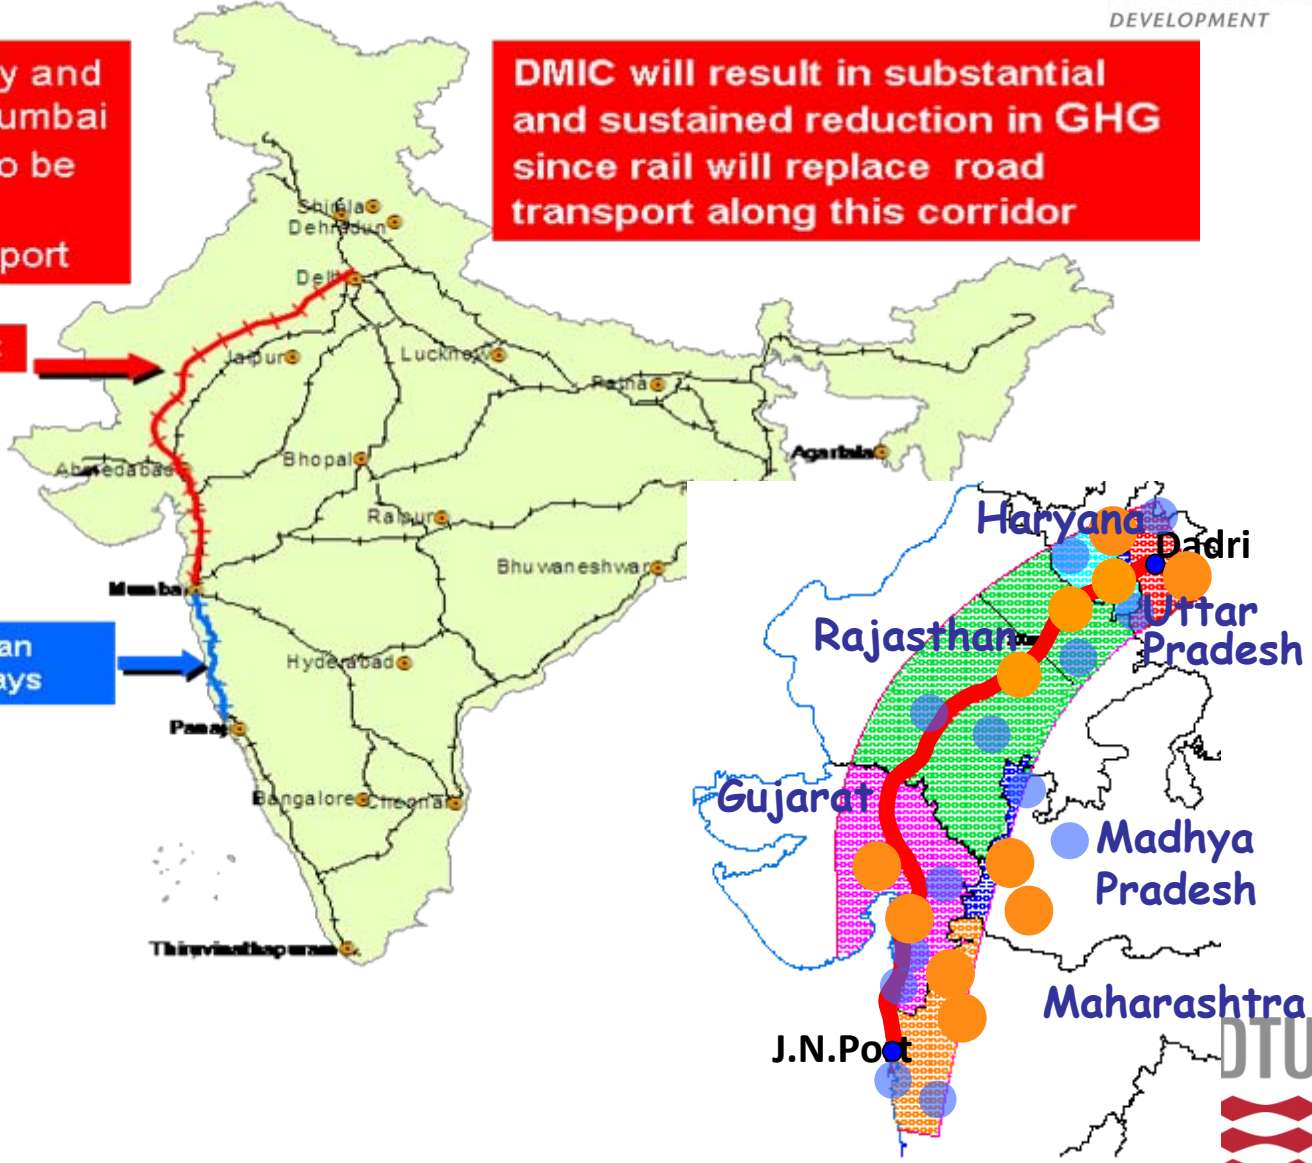 DEVELOPMENT
y and
umbai
o be
port
DMIC will result in substantial
and sustained reduction in GHG
since rail will replace road
transport along this corridor
Shimla
Dehradun
Delhi
Jaipur
Lucknow
Patna
Agartala
Ahmedabad
Bhopal
Raipur
Bhuwaneshwar
Mumbai
an
ays
Hyderabad
Panaji
Bangalore
Chennai
Thiruvinathapuram
Haryana
Dadri
Uttar
Pradesh
Rajasthan
Gujarat
Madhya
Pradesh
Maharashtra
J.N.Port
DTU